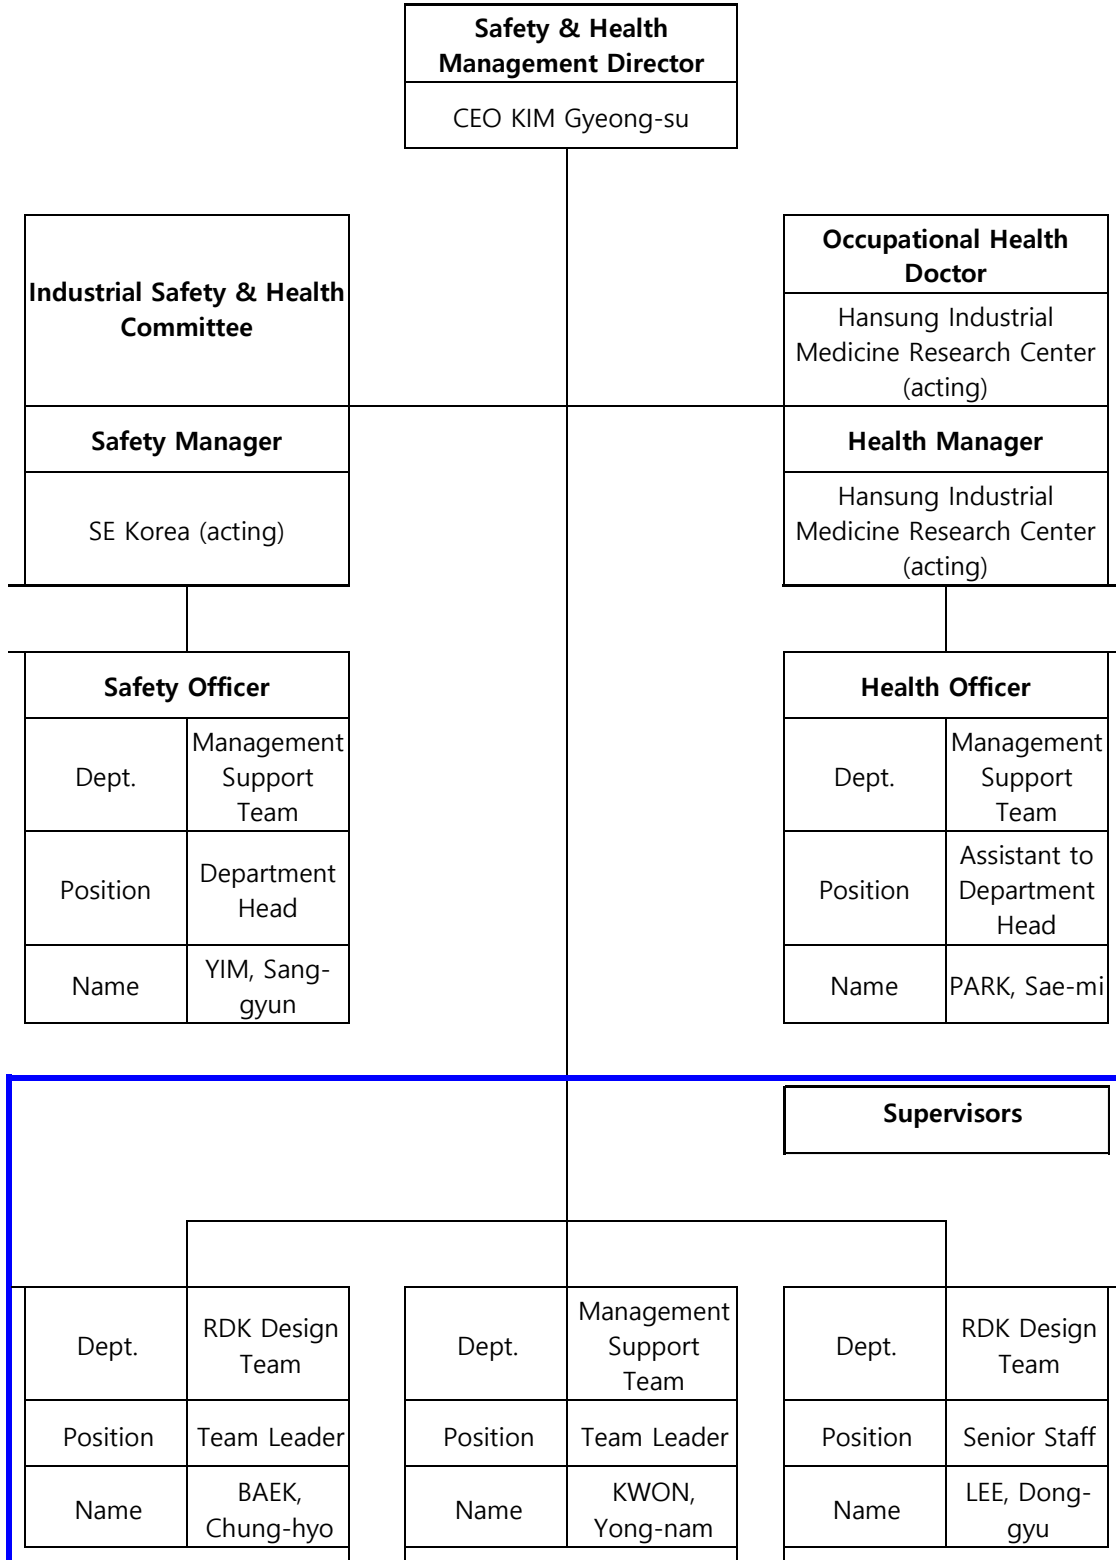 Safety & Health
Management Director
CEO KIM Gyeong-su
Industrial Safety & Health
Committee
Occupational Health
Doctor
Hansung Industrial
Medicine Research Center
(acting)
Safety Manager
Health Manager
SE Korea (acting)
Hansung Industrial
Medicine Research Center
(acting)
Safety Officer
Dept.
Management
Support
Team
Position
Department
Head
Name
YIM, Sang-
gyun
Health Officer
Dept.
Management
Support
Team
Position
Assistant to
Department
Head
Name
PARK, Sae-mi
Supervisors
Dept.
RDK Design
Team
Position
Team Leader
Name
BAEK,
Chung-hyo
Dept.
Management
Support
Team
Position
Team Leader
Name
KWON,
Yong-nam
Dept.
RDK Design
Team
Position
Senior Staff
Name
LEE, Dong-
gyu